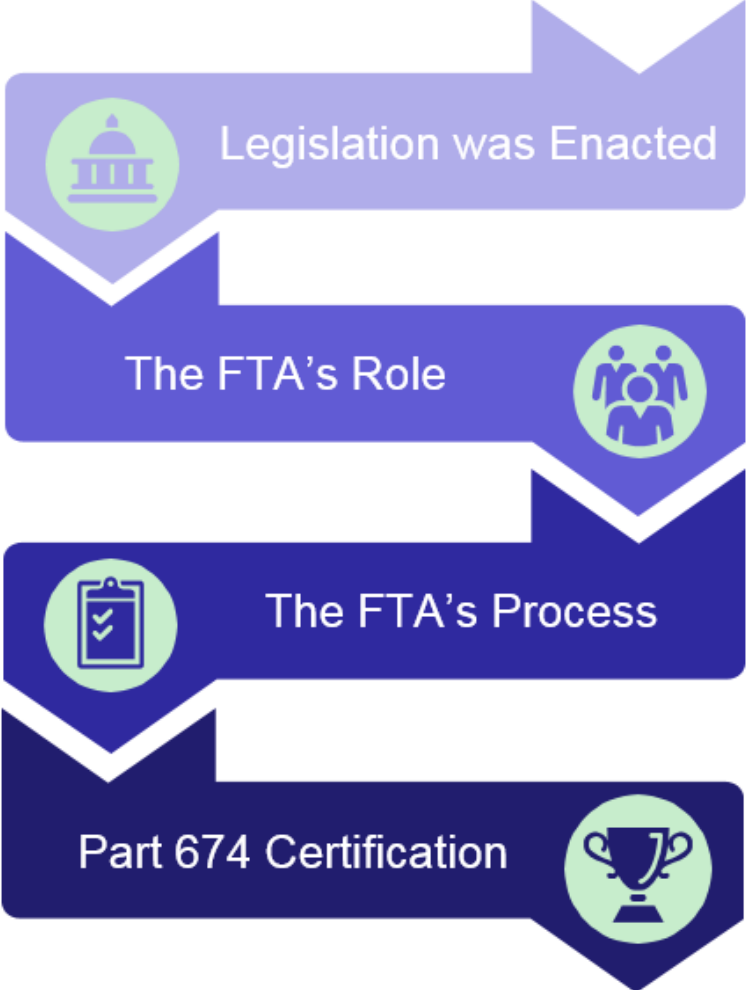 Legislation was Enacted
The FTA’s Role
The FTA’s Process
Part 674 Certification